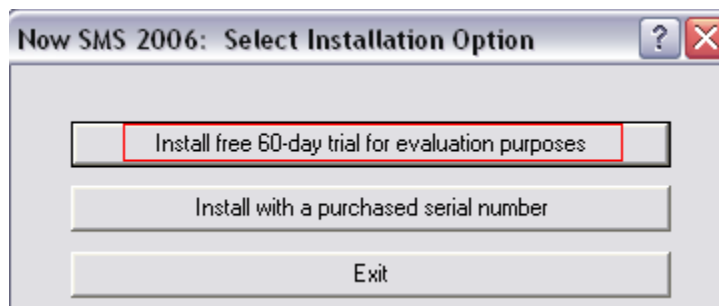 Now SMS 2006: Select Installation Option
Install free 60-day trial for evaluation purposes
Install with a purchased serial number
Exit